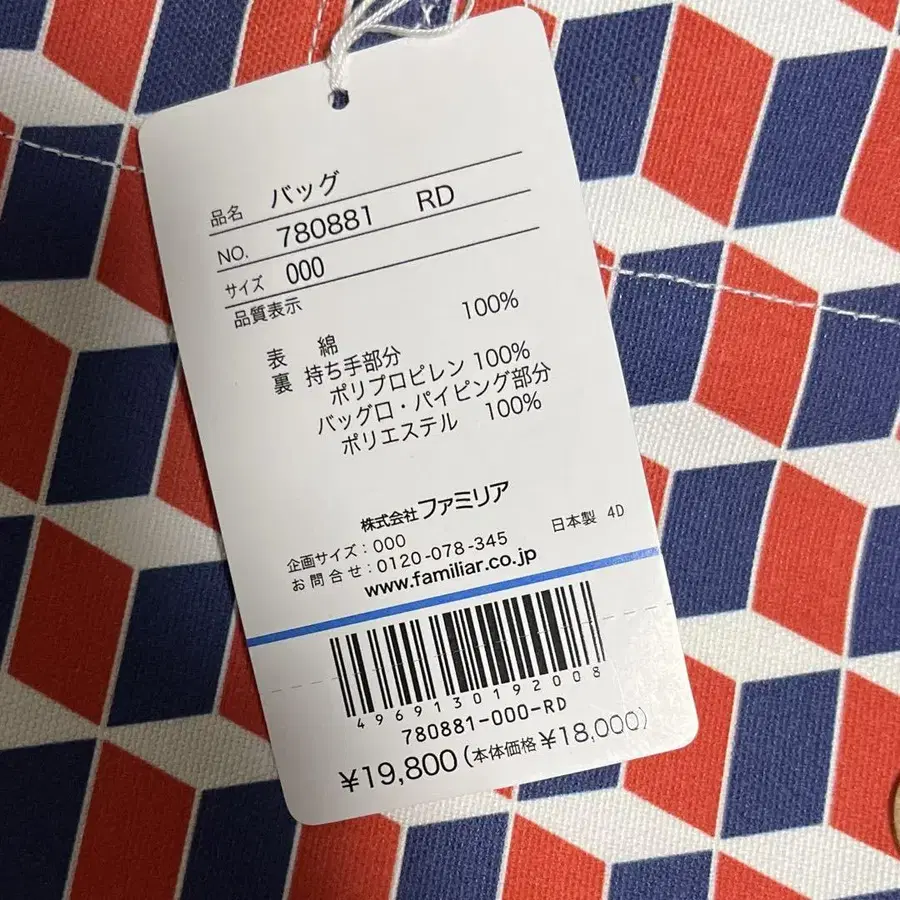 品名 バッグ
NO. 780881 RD
サイズ 000
品質表示
表 綿 100%
裏 持ち手部分
ポリプロピレン 100%
バッグ口・パイピング部分
ポリエステル 100%
株式会社ファミリア
企画サイズ：000 日本製 4D
お問合せ：0120-078-345
www.familiar.co.jp
4969130192008
780881-000-RD
¥19,800(本体価格¥18,000)